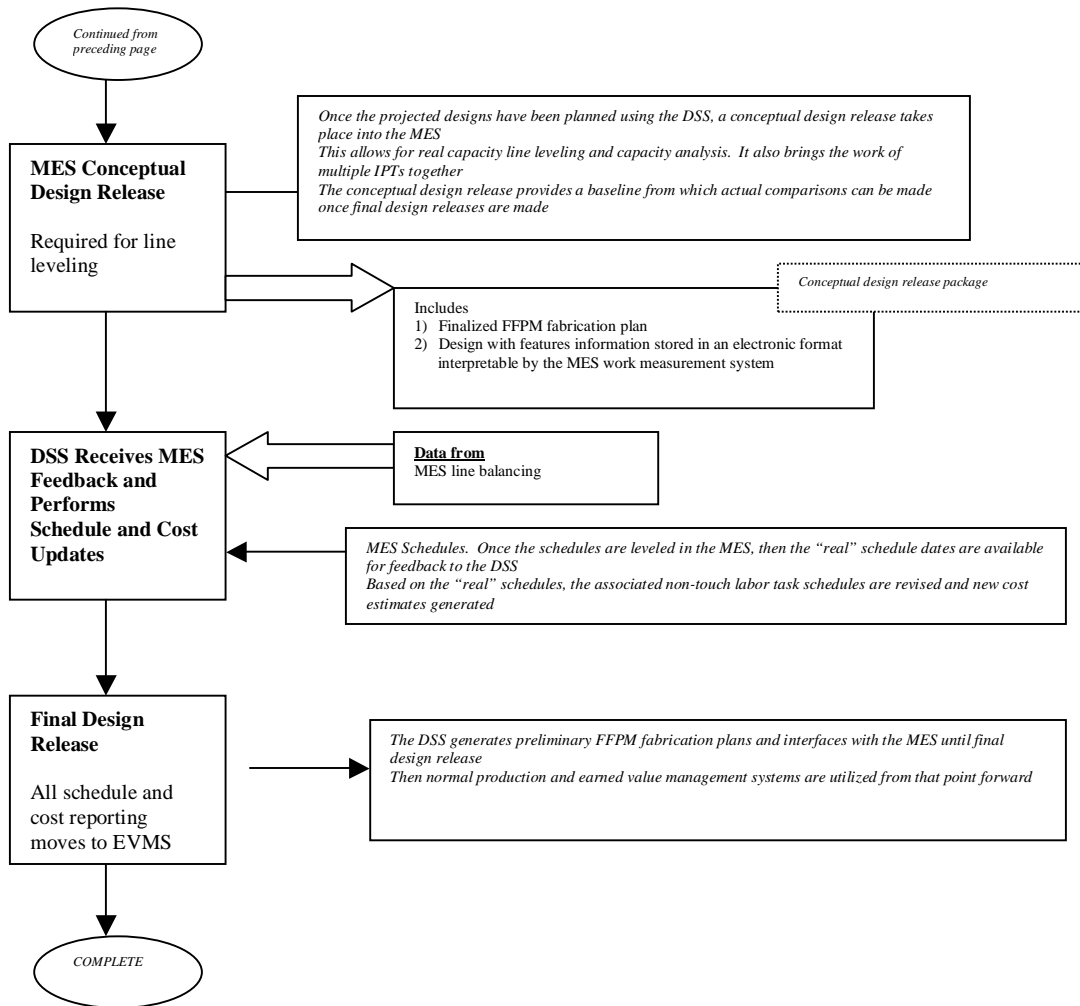 Continued from
preceding page
Once the projected designs have been planned using the DSS, a conceptual design release takes
place into the MES
This allows for real capacity line leveling and capacity analysis.  It also brings the work of
multiple IPTs together
The conceptual design release provides a baseline from which actual comparisons can be made
once final design releases are made
MES Conceptual
Design Release
Required for line
leveling
Conceptual design release package
Includes
1) Finalized FFPM fabrication plan
2) Design with features information stored in an electronic format
interpretable by the MES work measurement system
DSS Receives MES
Feedback and
Performs
Schedule and Cost
Updates
Data from
MES line balancing
MES Schedules.  Once the schedules are leveled in the MES, then the “real” schedule dates are available
for feedback to the DSS
Based on the “real” schedules, the associated non-touch labor task schedules are revised and new cost
estimates generated
Final Design
Release
All schedule and
cost reporting
moves to EVMS
The DSS generates preliminary FFPM fabrication plans and interfaces with the MES until final
design release
Then normal production and earned value management systems are utilized from that point forward
COMPLETE